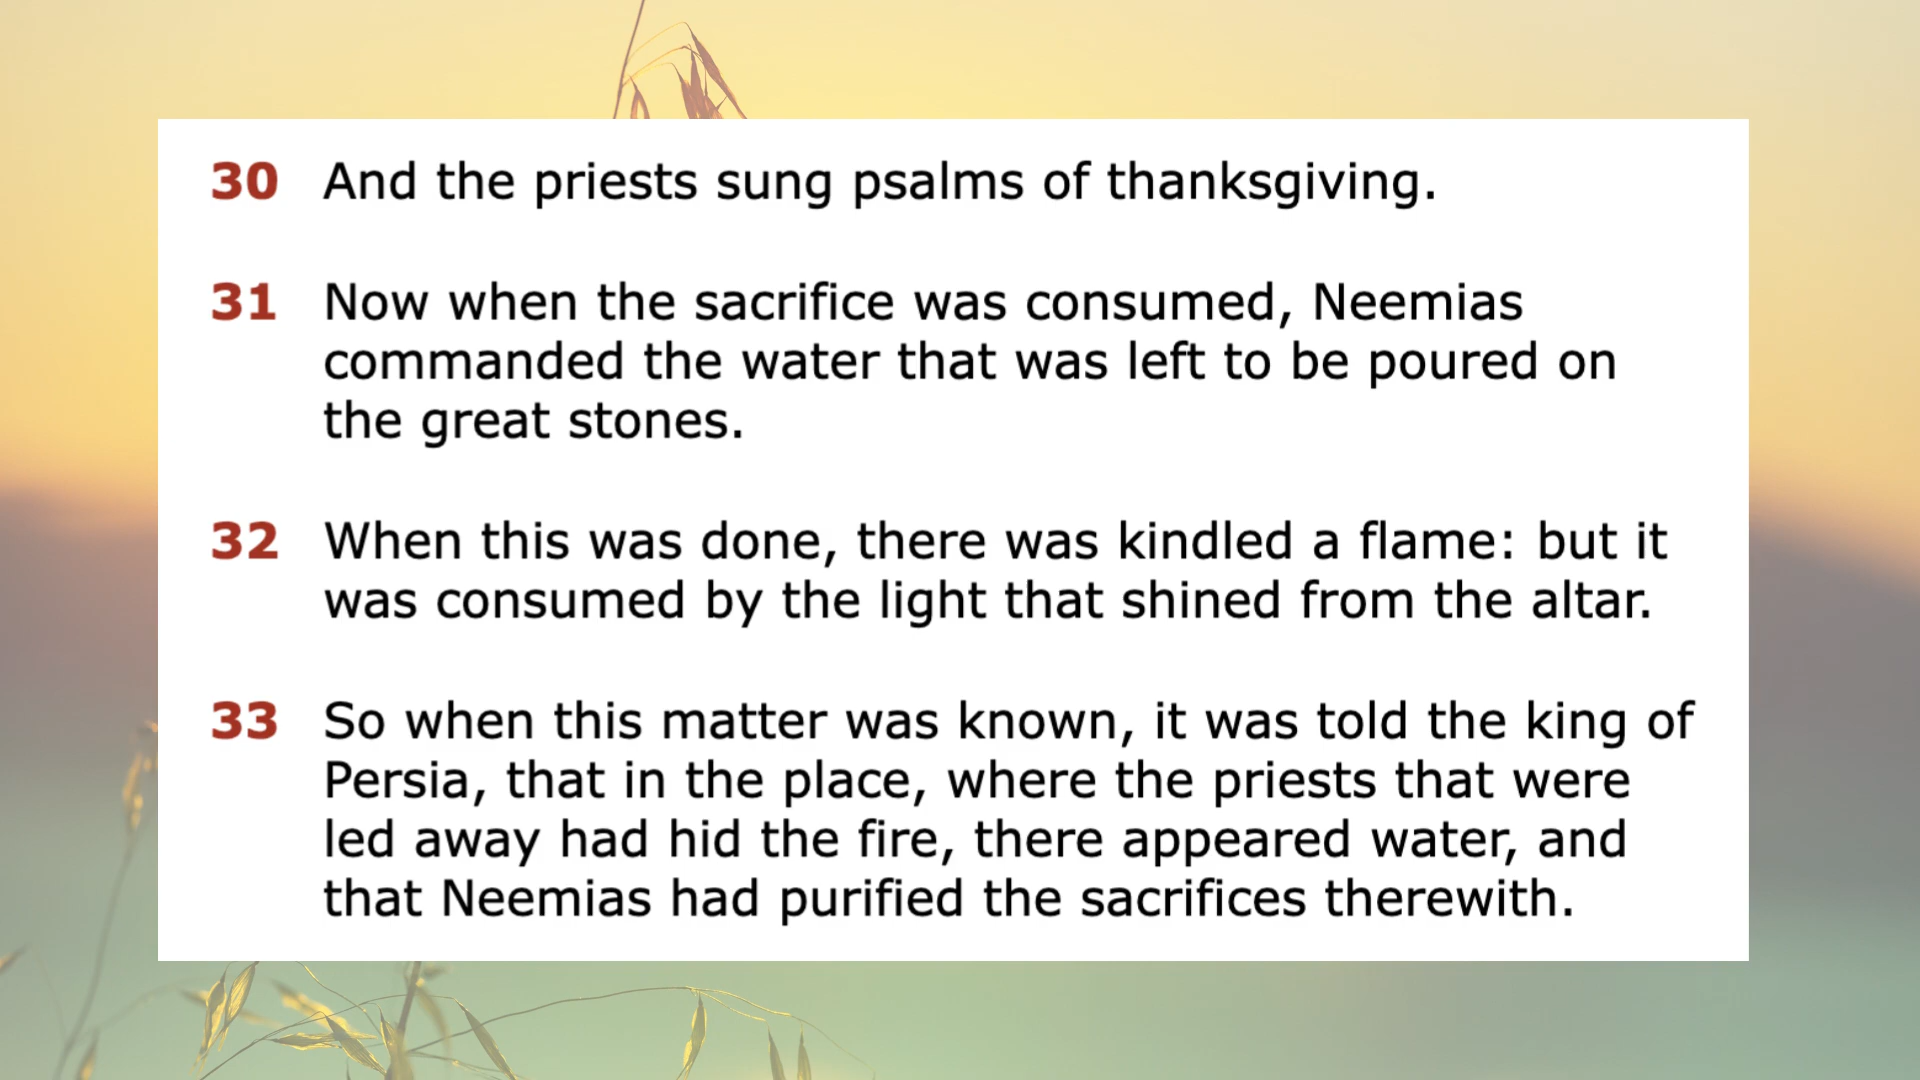 30 And the priests sung psalms of thanksgiving.
31 Now when the sacrifice was consumed, Neemias
commanded the water that was left to be poured on
the great stones.
32 When this was done, there was kindled a flame: but it
was consumed by the light that shined from the altar.
33 So when this matter was known, it was told the king of
Persia, that in the place, where the priests that were
led away had hid the fire, there appeared water, and
that Neemias had purified the sacrifices therewith.